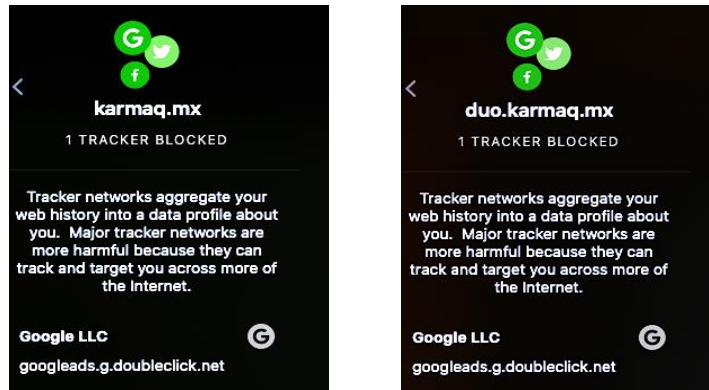 karmaq.mx
1 TRACKER BLOCKED
Tracker networks aggregate your
web history into a data profile about
you. Major tracker networks are
more harmful because they can
track and target you across more of
the Internet.
Google LLC
googleads.g.doubleclick.net
duo.karmaq.mx
1 TRACKER BLOCKED
Tracker networks aggregate your
web history into a data profile about
you. Major tracker networks are
more harmful because they can
track and target you across more of
the Internet.
Google LLC
googleads.g.doubleclick.net